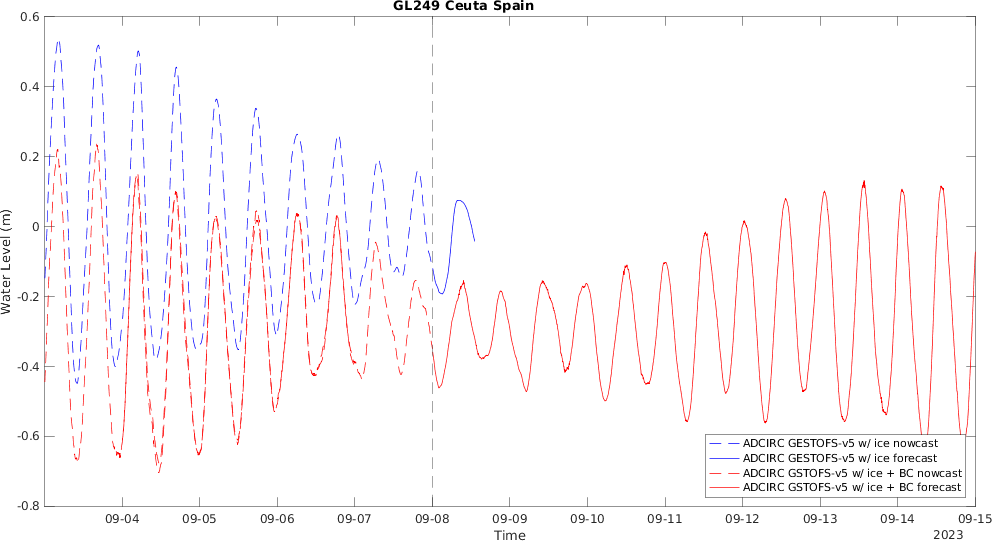 GL249 Ceuta Spain
0.6
0.4
0.2
0
-0.2
-0.4
-0.6
-0.8
Water Level (m)
ADCIRC GESTOFS-v5 w/ ice nowcast
ADCIRC GESTOFS-v5 w/ ice forecast
ADCIRC GSTOFS-v5 w/ ice + BC nowcast
ADCIRC GSTOFS-v5 w/ ice + BC forecast
09-04 09-05 09-06 09-07 09-08 09-09 09-10 09-11 09-12 09-13 09-14 09-15
Time
2023